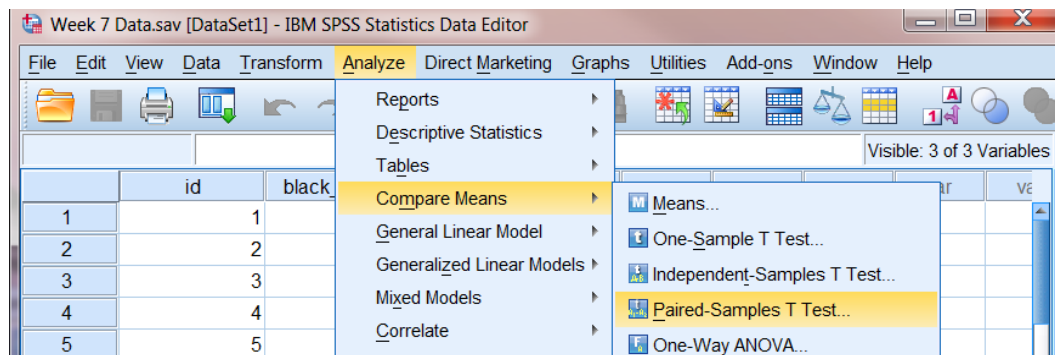 Week 7 Data.sav [DataSet1] - IBM SPSS Statistics Data Editor
File Edit View Data Transform Analyze Direct Marketing Graphs Utilities Add-ons Window Help
Visible: 3 of 3 Variables
Reports
Descriptive Statistics
Tables
Compare Means
General Linear Model
Generalized Linear Models
Mixed Models
Correlate
Means...
One-Sample T Test...
Independent-Samples T Test...
Paired-Samples T Test...
One-Way ANOVA...
id black_
1 1
2 2
3 3
4 4
5 5